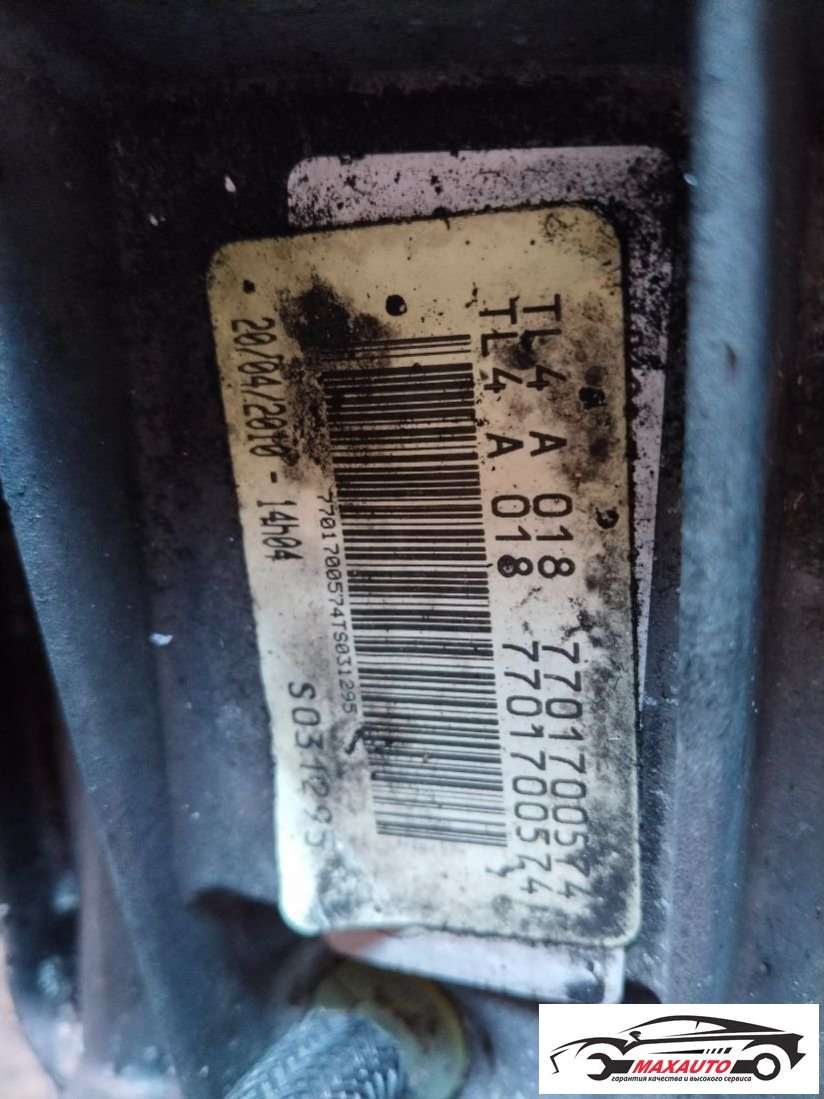 TL4 A 018 7701700574
TL4 A 018 7701700574
7701700574TS031295
20/04/2010 - 14h04 S031295
MAXAUTO
гарантия качества и высокого сервиса